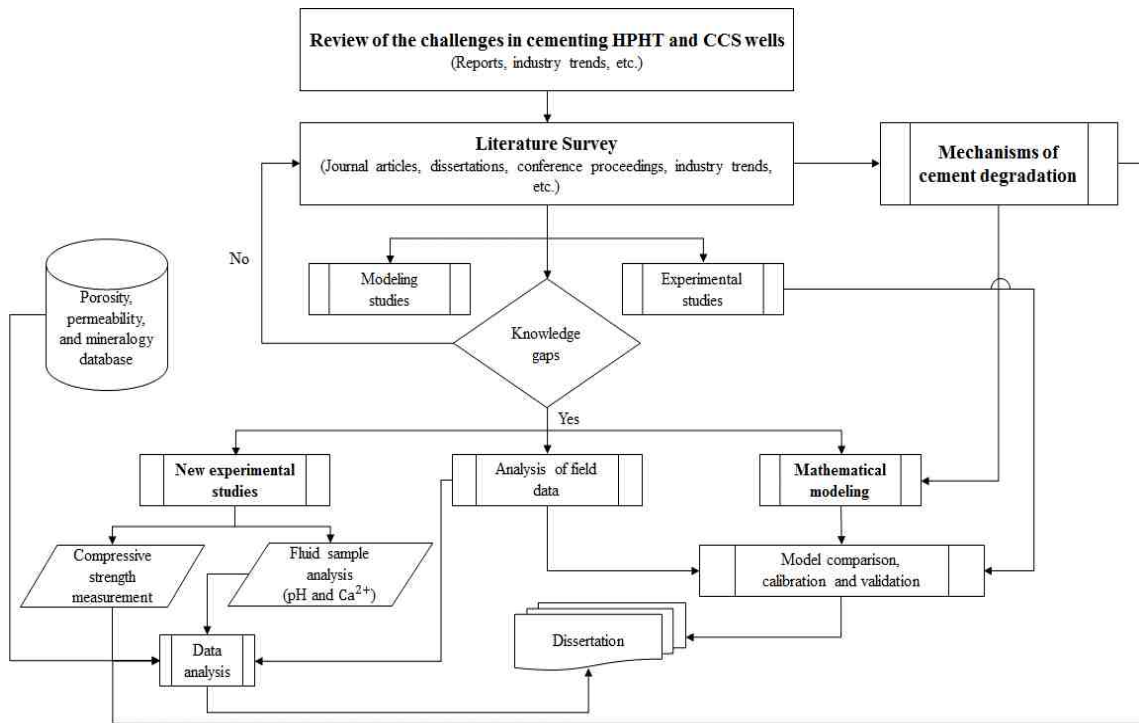 Review of the challenges in cementing HPHT and CCS wells
(Reports, industry trends, etc.)
Literature Survey
(Journal articles, dissertations, conference proceedings, industry trends,
etc.)
Mechanisms of
cement degradation
No
Modeling
studies
Experimental
studies
Porosity,
permeability,
and mineralogy
database
Knowledge
gaps
Yes
New experimental
studies
Analysis of field
data
Mathematical
modeling
Compressive
strength
measurement
Fluid sample
analysis
(pH and Ca²⁺)
Model comparison,
calibration and validation
Data
analysis
Dissertation